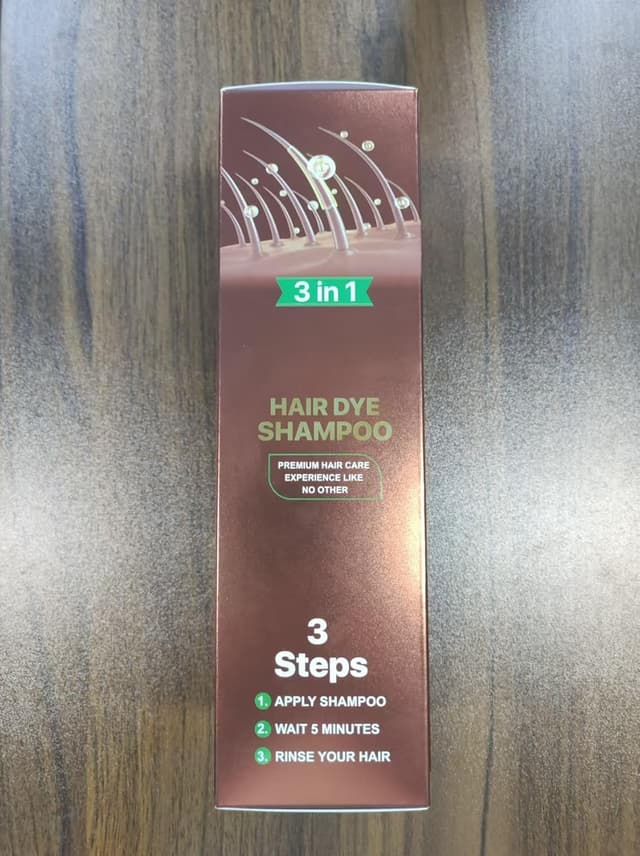 3 in 1
HAIR DYE
SHAMPOO
PREMIUM HAIR CARE
EXPERIENCE LIKE
NO OTHER
3
Steps
1. APPLY SHAMPOO
2. WAIT 5 MINUTES
3. RINSE YOUR HAIR